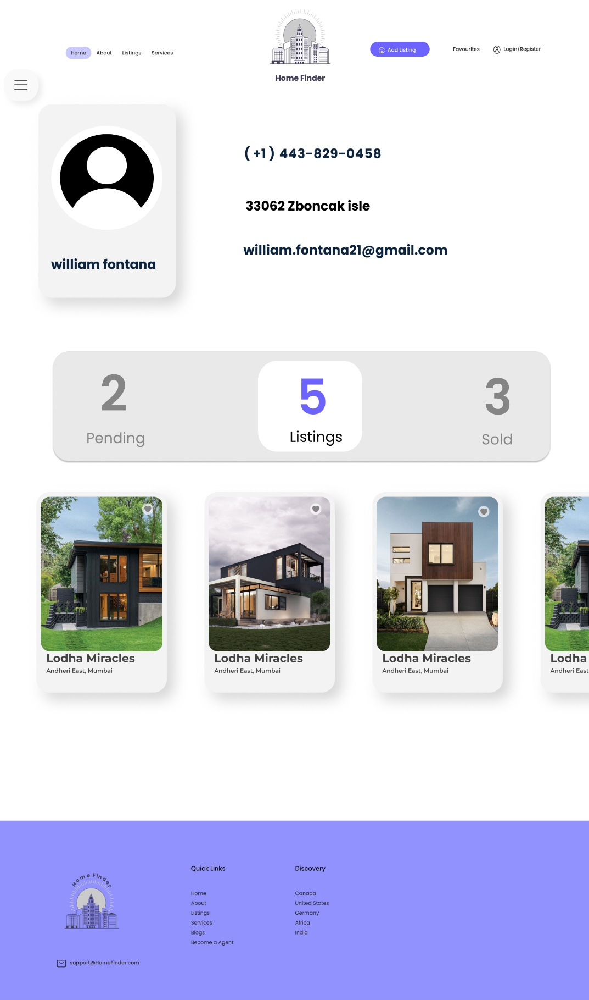 Home About Listings Services
Add Listing
Favourites
Login/Register
Home Finder
( +1 ) 443-829-0458
33062 Zboncak isle
william.fontana21@gmail.com
william fontana
2
Pending
5
Listings
3
Sold
Lodha Miracles
Andheri East, Mumbai
Lodha Miracles
Andheri East, Mumbai
Lodha Miracles
Andheri East, Mumbai
Lodha
Andheri East
Home Finder
support@HomeFinder.com
Quick Links
Home
About
Listings
Services
Blogs
Become a Agent
Discovery
Canada
United States
Germany
Africa
India